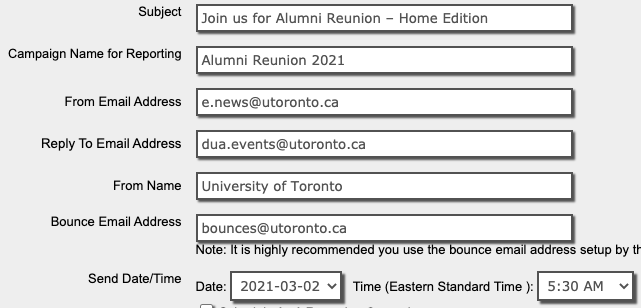 Subject Join us for Alumni Reunion – Home Edition
Campaign Name for Reporting Alumni Reunion 2021
From Email Address e.news@utoronto.ca
Reply To Email Address dua.events@utoronto.ca
From Name University of Toronto
Bounce Email Address bounces@utoronto.ca
Note: It is highly recommended you use the bounce email address setup by
Send Date/Time Date: 2021-03-02 Time (Eastern Standard Time ): 5:30 AM